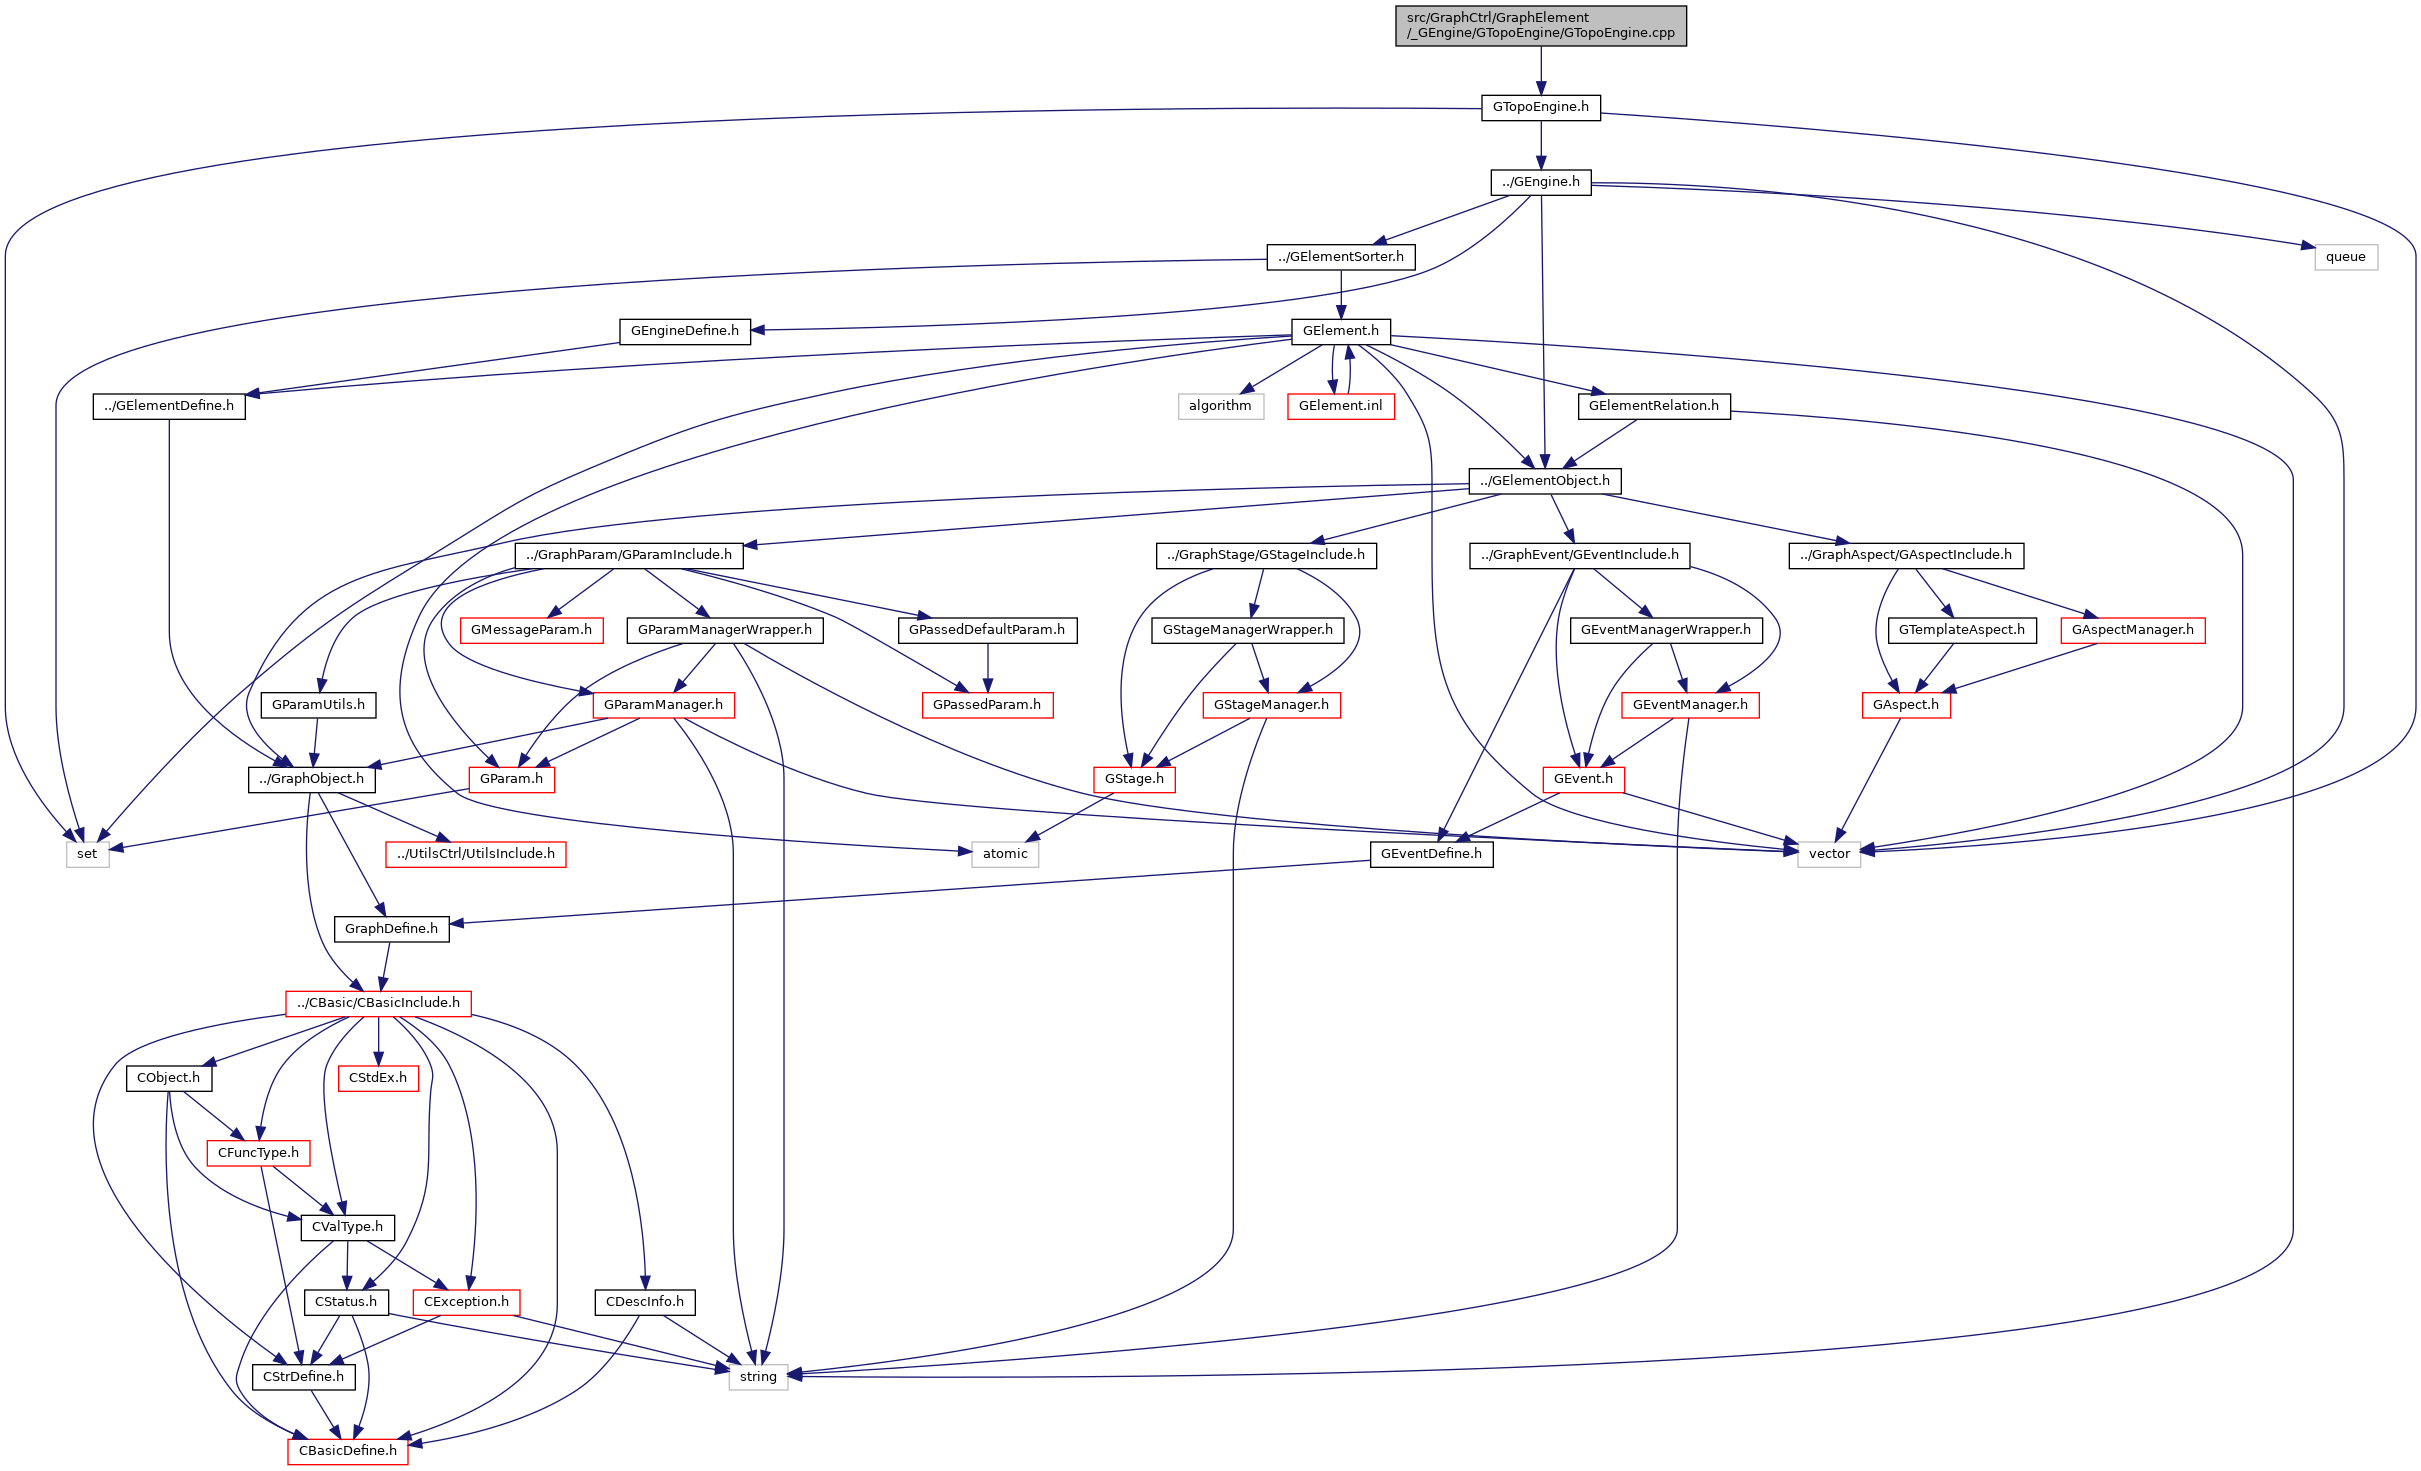 src/GraphCtrl/GraphElement
/_GEngine/GTopoEngine/GTopoEngine.cpp
GTopoEngine.h
../GEngine.h
../GElementSorter.h
queue
GEngineDefine.h
GElement.h
../GElementDefine.h
algorithm
GElement.inl
GElementRelation.h
../GElementObject.h
../GraphParam/GParamInclude.h
../GraphStage/GStageInclude.h
../GraphEvent/GEventInclude.h
../GraphAspect/GAspectInclude.h
GMessageParam.h
GParamManagerWrapper.h
GPassedDefaultParam.h
GStageManagerWrapper.h
GEventManagerWrapper.h
GTemplateAspect.h
GAspectManager.h
GParamUtils.h
GParamManager.h
GPassedParam.h
GStageManager.h
GEventManager.h
GAspect.h
../GraphObject.h
GParam.h
GStage.h
GEvent.h
set
../UtilsCtrl/UtilsInclude.h
atomic
GEventDefine.h
vector
GraphDefine.h
../CBasic/CBasicInclude.h
CObject.h
CStdEx.h
CFuncType.h
CValType.h
CStatus.h
CException.h
CDescInfo.h
CStrDefine.h
string
CBasicDefine.h